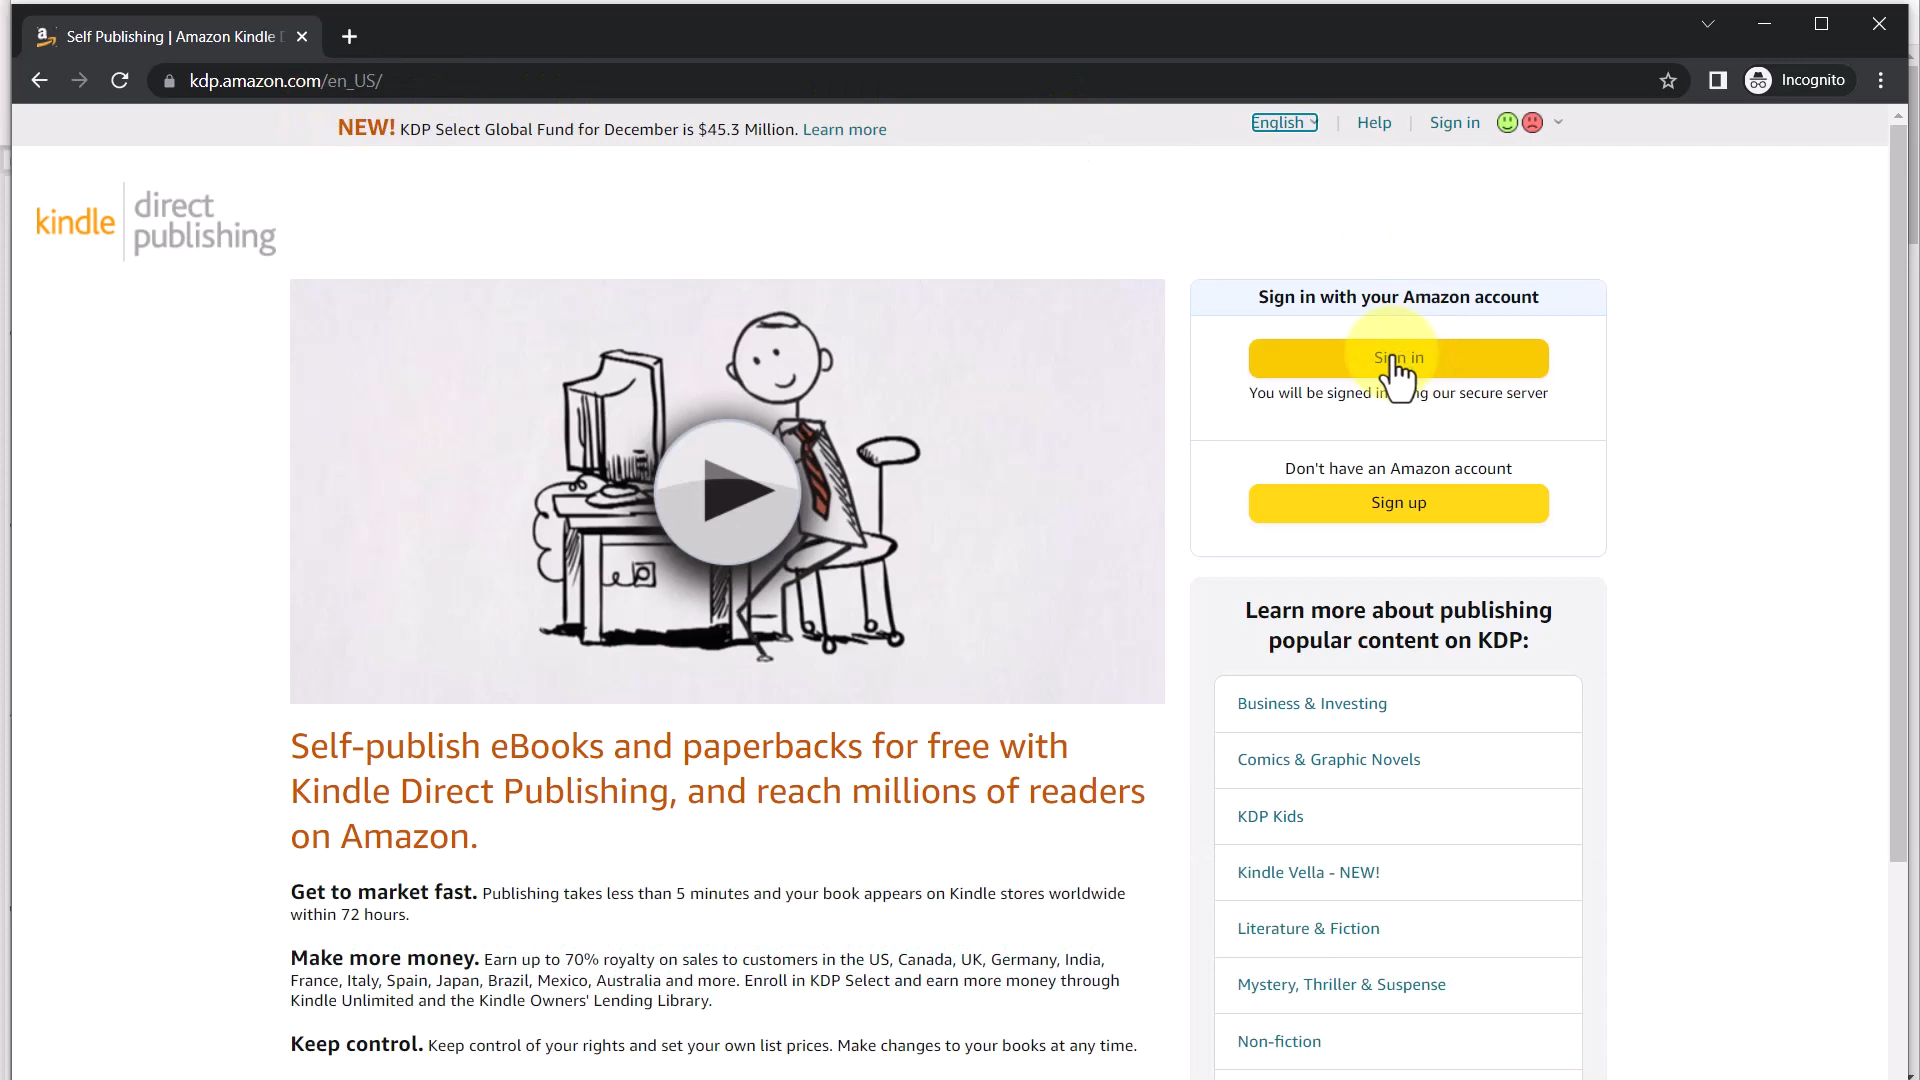 Self Publishing | Amazon Kindle
kdp.amazon.com/en_US/
Incognito
NEW! KDP Select Global Fund for December is $45.3 Million. Learn more
English | Help | Sign in
kindle direct publishing
Sign in with your Amazon account
Sign in
You will be signed in using our secure server
Don't have an Amazon account
Sign up
Self-publish eBooks and paperbacks for free with
Kindle Direct Publishing, and reach millions of readers
on Amazon.
Get to market fast. Publishing takes less than 5 minutes and your book appears on Kindle stores worldwide
within 72 hours.
Make more money. Earn up to 70% royalty on sales to customers in the US, Canada, UK, Germany, India,
France, Italy, Spain, Japan, Brazil, Mexico, Australia and more. Enroll in KDP Select and earn more money through
Kindle Unlimited and the Kindle Owners' Lending Library.
Keep control. Keep control of your rights and set your own list prices. Make changes to your books at any time.
Learn more about publishing
popular content on KDP:
Business & Investing
Comics & Graphic Novels
KDP Kids
Kindle Vella - NEW!
Literature & Fiction
Mystery, Thriller & Suspense
Non-fiction